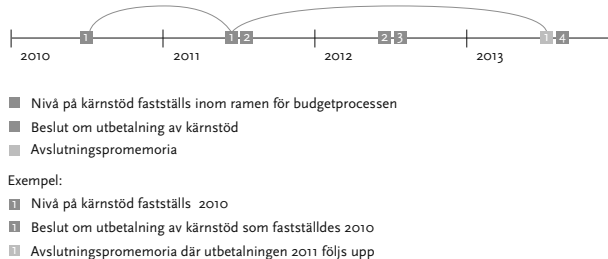 1 1 2 2 3 1 4
2010 2011 2012 2013
Nivå på kärnstöd fastställs inom ramen för budgetprocessen
Beslut om utbetalning av kärnstöd
Avslutningspromemoria
Exempel:
1 Nivå på kärnstöd fastställs 2010
1 Beslut om utbetalning av kärnstöd som fastställdes 2010
1 Avslutningspromemoria där utbetalningen 2011 följs upp